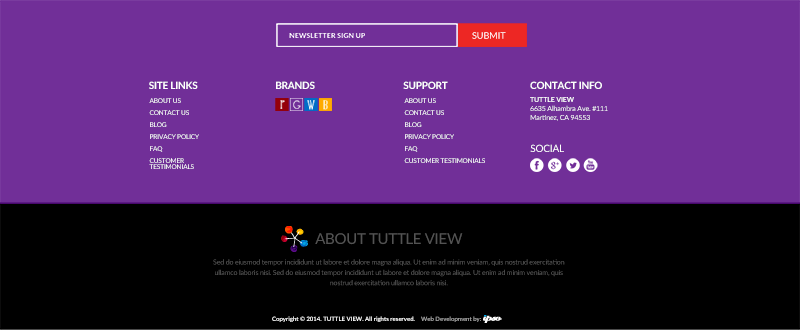 NEWSLETTER SIGN UP
SUBMIT
SITE LINKS
ABOUT US
CONTACT US
BLOG
PRIVACY POLICY
FAQ
CUSTOMER
TESTIMONIALS
BRANDS
r G W B
SUPPORT
ABOUT US
CONTACT US
BLOG
PRIVACY POLICY
FAQ
CUSTOMER TESTIMONIALS
CONTACT INFO
TUTTLE VIEW
6635 Alhambra Ave. #111
Martinez, CA 94553
SOCIAL
f g+ You Tube
ABOUT TUTTLE VIEW
Sed do eiusmod tempor incididunt ut labore et dolore magna aliqua. Ut enim ad minim veniam, quis nostrud exercitation
ullamco laboris nisi. Sed do eiusmod tempor incididunt ut labore et dolore magna aliqua. Ut enim ad minim veniam, quis
nostrud exercitation ullamco laboris nisi.
Copyright © 2014. TUTTLE VIEW. All rights reserved. Web Development by: